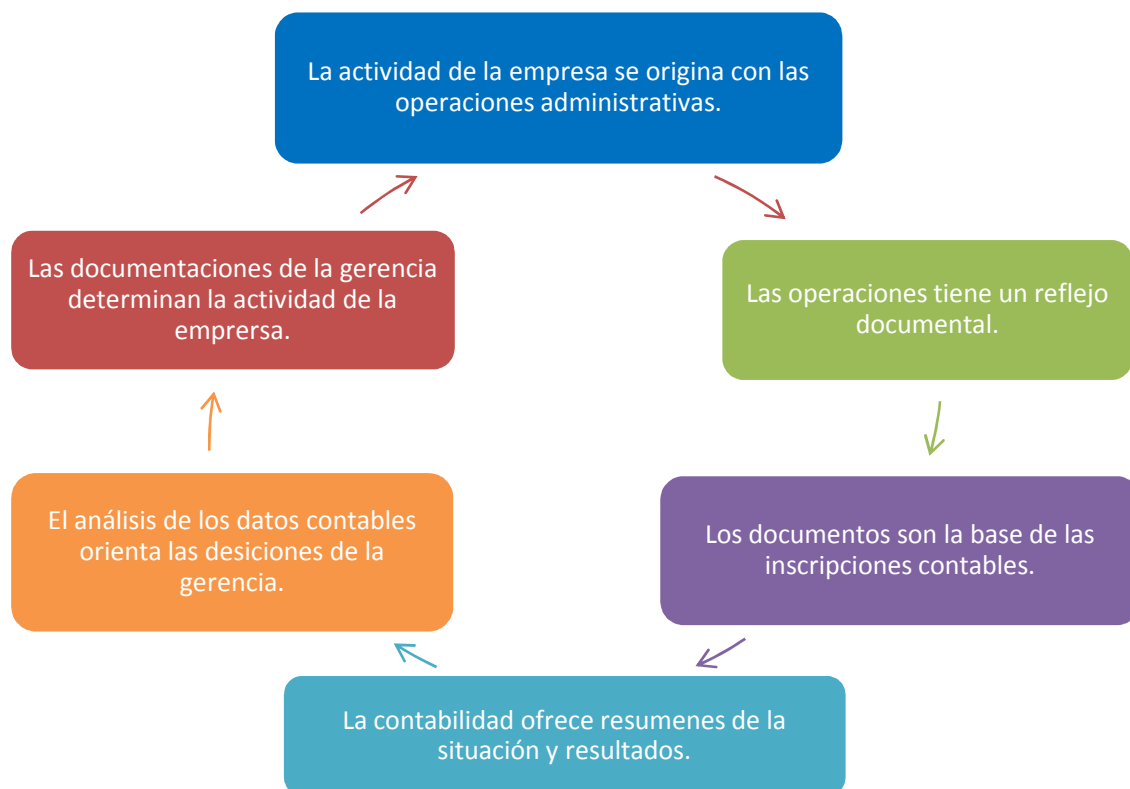 La actividad de la empresa se origina con las
operaciones administrativas.
Las operaciones tiene un reflejo
documental.
Los documentos son la base de las
inscripciones contables.
La contabilidad ofrece resumenes de la
situación y resultados.
El análisis de los datos contables
orienta las desiciones de la
gerencia.
Las documentaciones de la gerencia
determinan la actividad de la
emprersa.